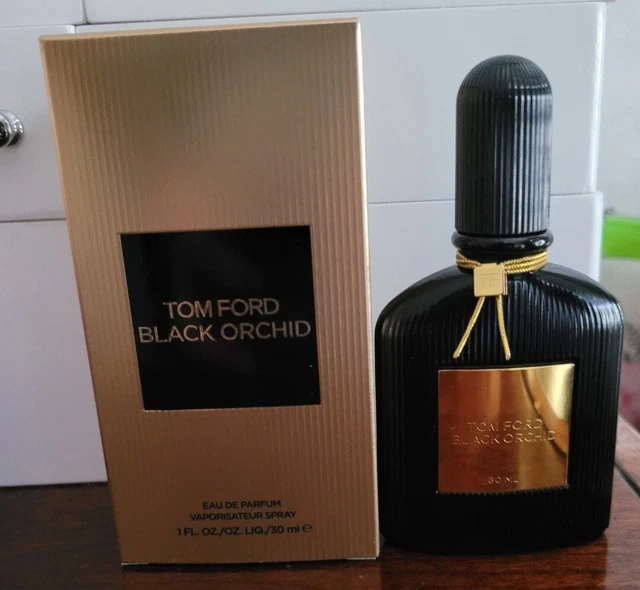 TOM FORD
BLACK ORCHID
EAU DE PARFUM
VAPORISATEUR SPRAY
1 FL. OZ./OZ. LIQ./30 ml ℮
TF
TOM FORD
BLACK ORCHID
30 ML